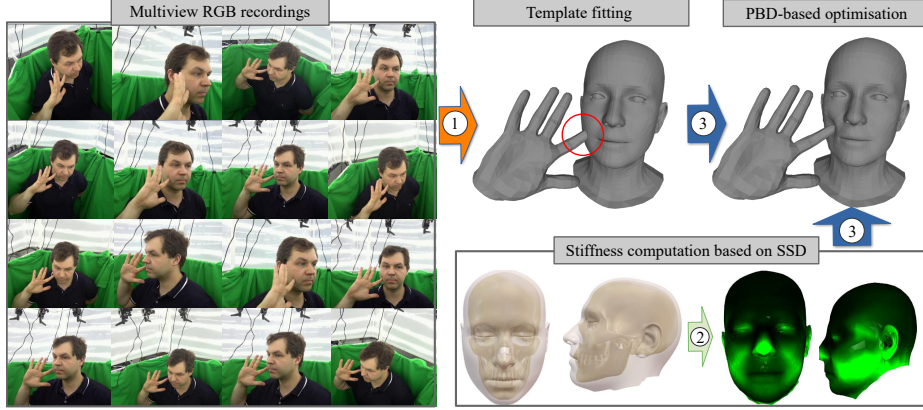 Multiview RGB recordings
Template fitting
PBD-based optimisation
1
3
3
Stiffness computation based on SSD
2